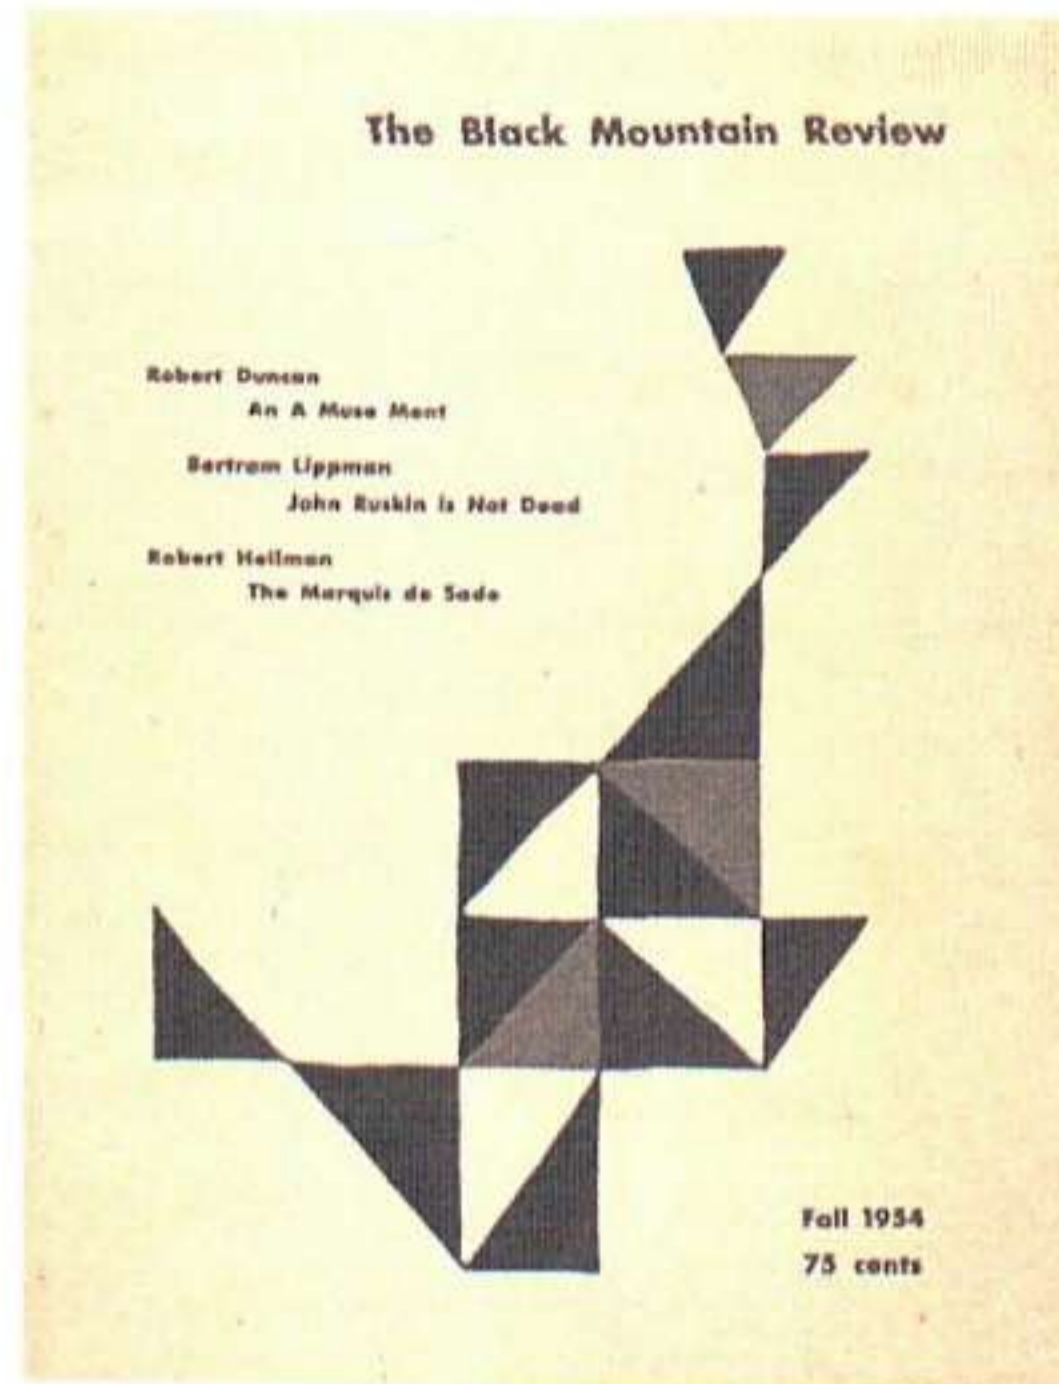 The Black Mountain Review
Robert Duncan
An A Muse Ment
Bertram Lippman
John Ruskin is Not Dead
Robert Heilman
The Marquis de Sade
Fall 1954
75 cents